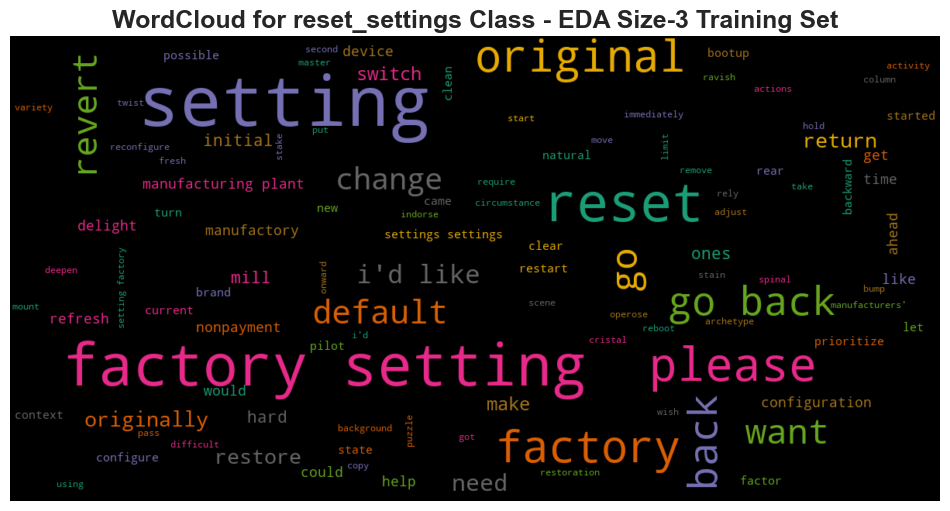 WordCloud for reset_settings Class - EDA Size-3 Training Set
possible
second
device
master
original
bootup
activity
switch
clean
ravish
column
actions
revert
setting
variety
twist
put
start
immediately
started
reconfigure
initial
stake
fresh
move
limit
hold
return
natural
get
manufacturing plant
change
require
remove
rear
take
backward
time
came
reset
rely
turn
new
indorse
circumstance
adjust
delight
manufactory
settings settings
clear
go
ones
ahead
deepen
setting factory
mill
onward
i'd like
restart
stain
spinal
like
brand
go back
bump
mount
current
default
scene
operose
manufacturers'
refresh
nonpayment
i'd
reboot
archetype
let
pilot
cristal
prioritize
factory setting
please
would
context
originally
hard
make
wish
configuration
pass
background
puzzle
got
factory
back
want
difficult
state
configure
restore
copy
could
restoration
using
help
need
factor